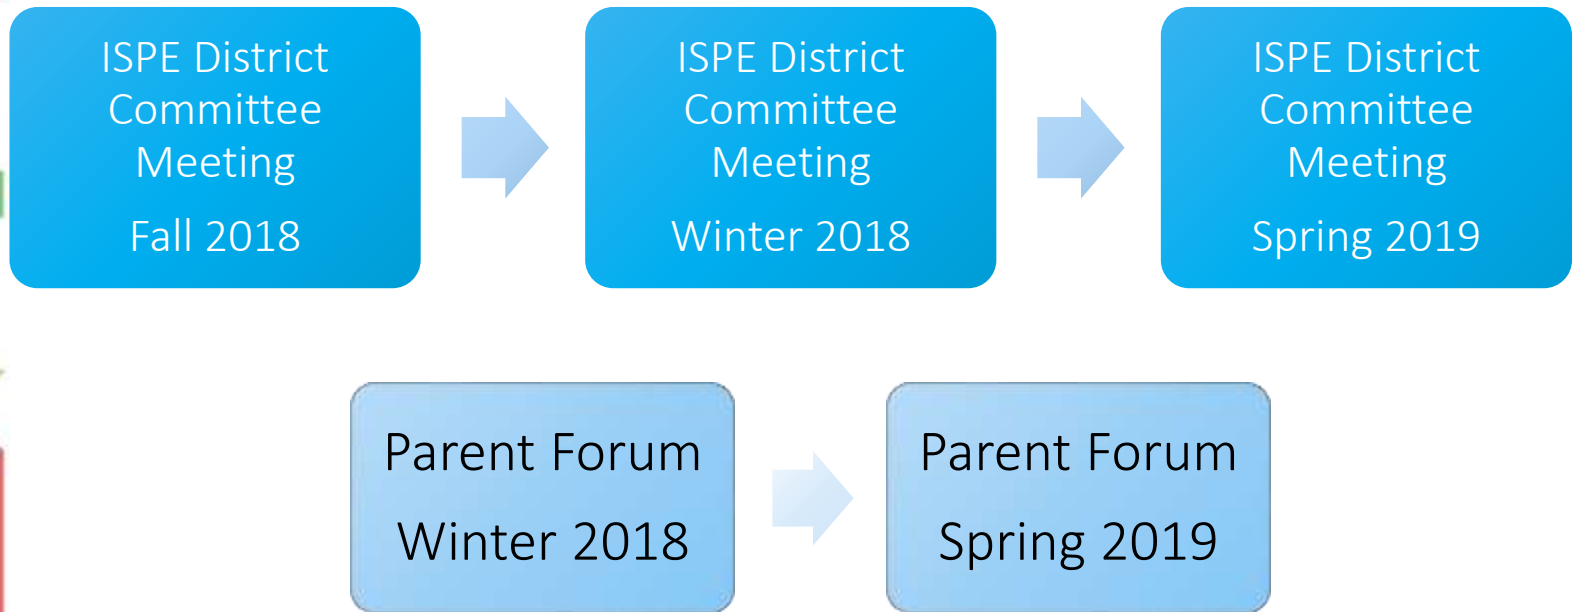 ISPE District
Committee
Meeting
Fall 2018
ISPE District
Committee
Meeting
Winter 2018
ISPE District
Committee
Meeting
Spring 2019
Parent Forum
Winter 2018
Parent Forum
Spring 2019